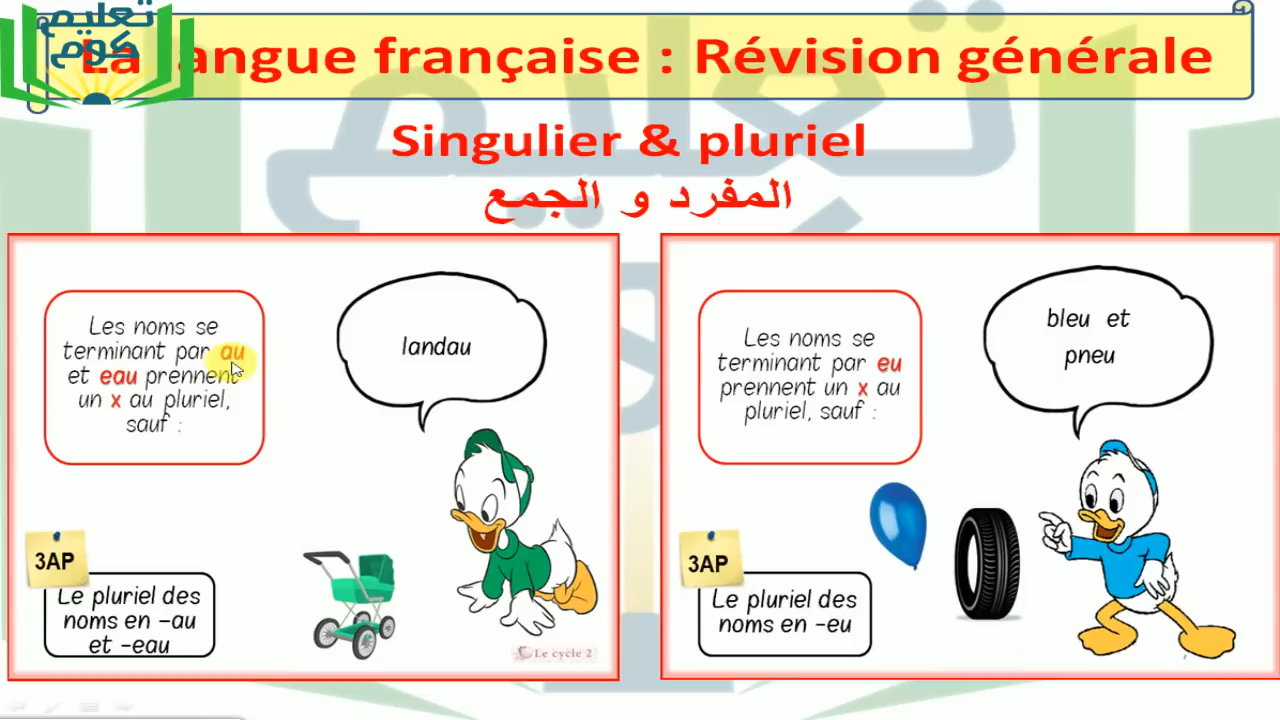 تعليم
كوم
La langue française : Révision générale
Singulier & pluriel
المفرد و الجمع
Les noms se
terminant par au
et eau prennent
un x au pluriel,
sauf :
landau
3AP
Le pluriel des
noms en -au
et -eau
Le cycle 2
Les noms se
terminant par eu
prennent un x au
pluriel, sauf :
bleu et
pneu
3AP
Le pluriel des
noms en -eu